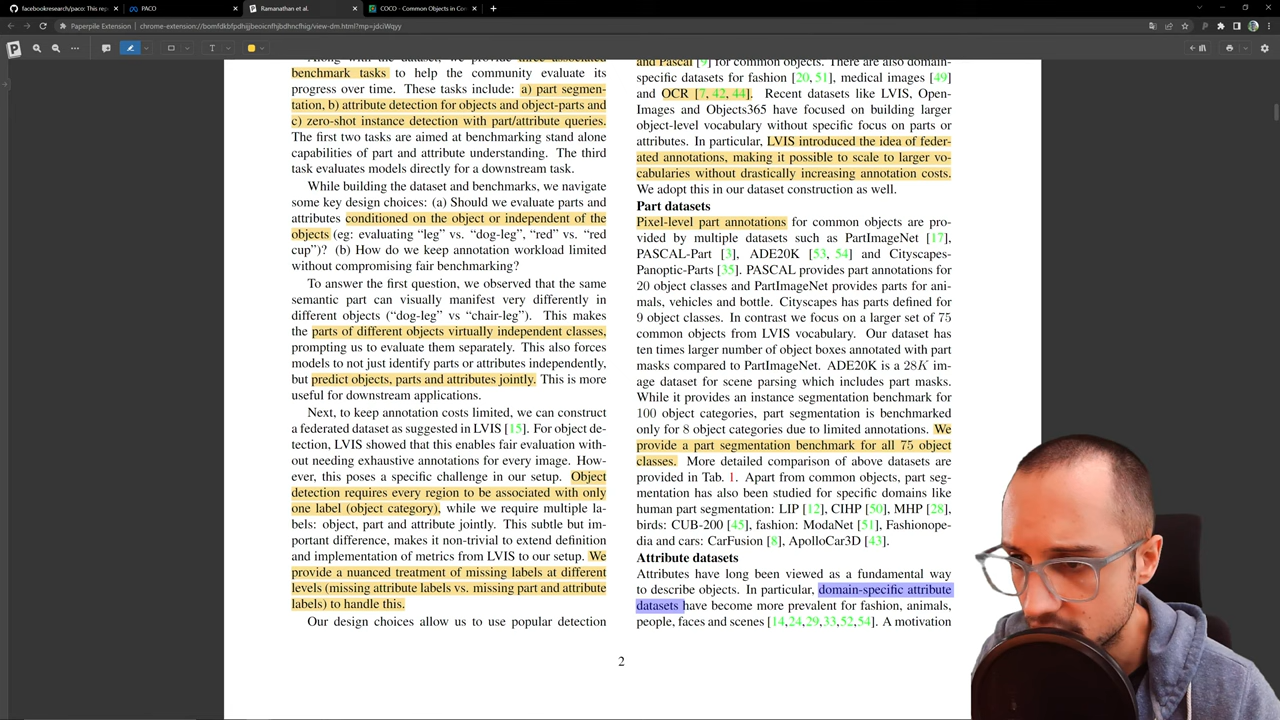 facebookresearch/paco: This rep
PACO
Ramanathan et al.
COCO - Common Objects in Co
Paperpile Extension | chrome-extension://bomfdkbfpdhjjbeoicnfhjbdhncfhig/view-dm.html?mp=jdciWqyy
Along with the dataset, we provide three associated
benchmark tasks to help the community evaluate its
progress over time. These tasks include: a) part segmen-
tation, b) attribute detection for objects and object-parts and
c) zero-shot instance detection with part/attribute queries.
The first two tasks are aimed at benchmarking stand alone
capabilities of part and attribute understanding. The third
task evaluates models directly for a downstream task.
While building the dataset and benchmarks, we navigate
some key design choices: (a) Should we evaluate parts and
attributes conditioned on the object or independent of the
objects (eg: evaluating “leg” vs. “dog-leg”, “red” vs. “red
cup”)? (b) How do we keep annotation workload limited
without compromising fair benchmarking?
To answer the first question, we observed that the same
semantic part can visually manifest very differently in
different objects (“dog-leg” vs “chair-leg”). This makes
the parts of different objects virtually independent classes,
prompting us to evaluate them separately. This also forces
models to not just identify parts or attributes independently,
but predict objects, parts and attributes jointly. This is more
useful for downstream applications.
Next, to keep annotation costs limited, we can construct
a federated dataset as suggested in LVIS [15]. For object de-
tection, LVIS showed that this enables fair evaluation with-
out needing exhaustive annotations for every image. How-
ever, this poses a specific challenge in our setup. Object
detection requires every region to be associated with only
one label (object category), while we require multiple la-
bels: object, part and attribute jointly. This subtle but im-
portant difference, makes it non-trivial to extend definition
and implementation of metrics from LVIS to our setup. We
provide a nuanced treatment of missing labels at different
levels (missing attribute labels vs. missing part and attribute
labels) to handle this.
Our design choices allow us to use popular detection
and Pascal [9] for common objects. There are also domain-
specific datasets for fashion [20, 51], medical images [49]
and OCR [7, 42, 44]. Recent datasets like LVIS, Open-
Images and Objects365 have focused on building larger
object-level vocabulary without specific focus on parts or
attributes. In particular, LVIS introduced the idea of feder-
ated annotations, making it possible to scale to larger vo-
cabularies without drastically increasing annotation costs.
We adopt this in our dataset construction as well.
Part datasets
Pixel-level part annotations for common objects are pro-
vided by multiple datasets such as PartImageNet [17],
PASCAL-Part [3], ADE20K [53, 54] and Cityscapes-
Panoptic-Parts [35]. PASCAL provides part annotations for
20 object classes and PartImageNet provides parts for ani-
mals, vehicles and bottle. Cityscapes has parts defined for
9 object classes. In contrast we focus on a larger set of 75
common objects from LVIS vocabulary. Our dataset has
ten times larger number of object boxes annotated with part
masks compared to PartImageNet. ADE20K is a 28K im-
age dataset for scene parsing which includes part masks.
While it provides an instance segmentation benchmark for
100 object categories, part segmentation is benchmarked
only for 8 object categories due to limited annotations. We
provide a part segmentation benchmark for all 75 object
classes. More detailed comparison of above datasets are
provided in Tab. 1. Apart from common objects, part seg-
mentation has also been studied for specific domains like
human part segmentation: LIP [12], CIHP [50], MHP [28],
birds: CUB-200 [45], fashion: ModaNet [51], Fashionope-
dia and cars: CarFusion [8], ApolloCar3D [43].
Attribute datasets
Attributes have long been viewed as a fundamental way
to describe objects. In particular, domain-specific attribute
datasets have become more prevalent for fashion, animals,
people, faces and scenes [14,24,29,33,52,54]. A motivation
2